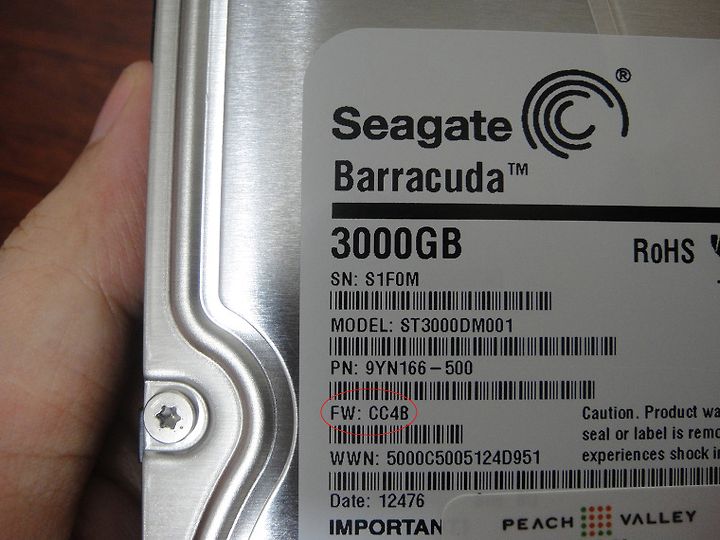 Seagate ®
Barracuda™
3000GB
RoHS
SN: S1F0M
MODEL: ST3000DM001
PN: 9YN166-500
FW: CC4B
Caution. Product wa
seal or label is remo
WWN: 5000C5005124D951
experiences shock in
Date: 12476
IMPORTAN
PEACH VALLEY